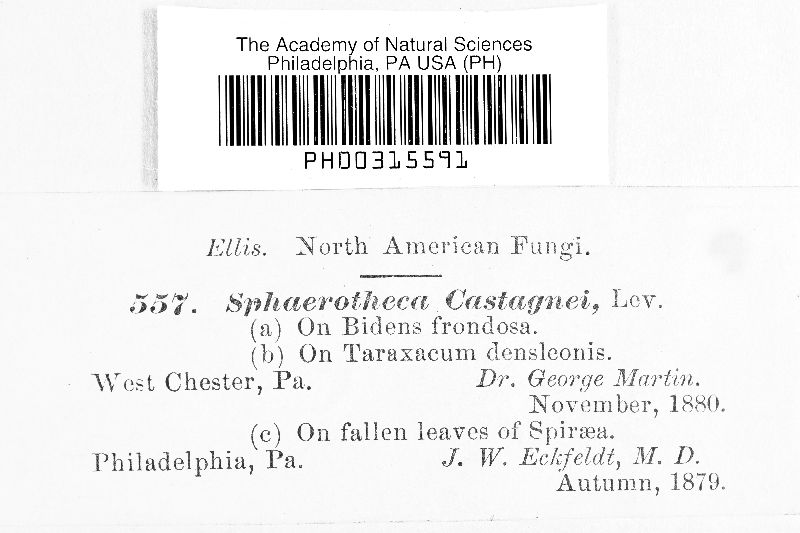 The Academy of Natural Sciences
Philadelphia, PA USA (PH)
PH00315591
Ellis. North American Fungi.
557. Sphaerotheca Castagnei, Lev.
(a) On Bidens frondosa.
(b) On Taraxacum densleonis.
West Chester, Pa. Dr. George Martin.
November, 1880.
(c) On fallen leaves of Spiræa.
Philadelphia, Pa. J. W. Eckfeldt, M. D.
Autumn, 1879.